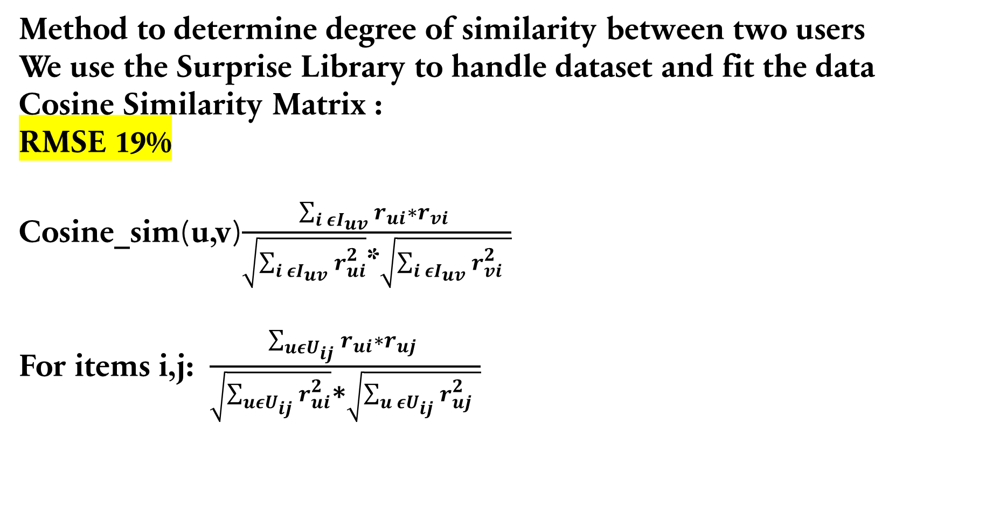 Method to determine degree of similarity between two users
We use the Surprise Library to handle dataset and fit the data
Cosine Similarity Matrix :
RMSE 19%
Cosine_sim(u,v) \frac{\sum_{i \epsilon I_{uv}} r_{ui} * r_{vi}}{\sqrt{\sum_{i \epsilon I_{uv}} r_{ui}^2} * \sqrt{\sum_{i \epsilon I_{uv}} r_{vi}^2}}
For items i,j: \frac{\sum_{u \epsilon U_{ij}} r_{ui} * r_{uj}}{\sqrt{\sum_{u \epsilon U_{ij}} r_{ui}^2} * \sqrt{\sum_{u \epsilon U_{ij}} r_{uj}^2}}